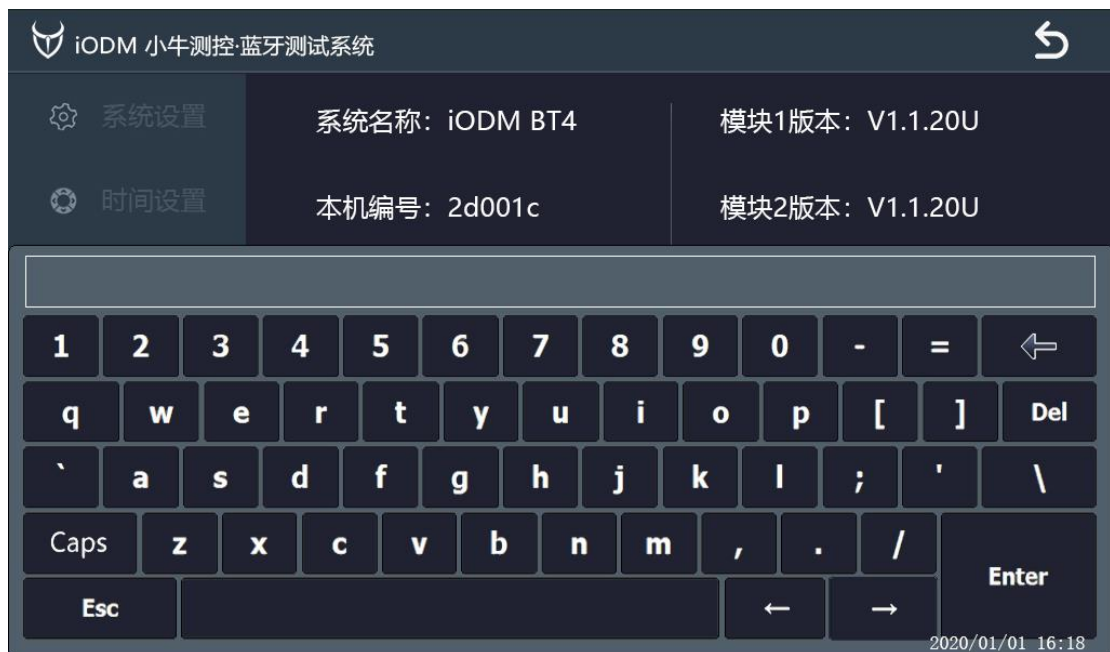 iODM 小牛测控·蓝牙测试系统
系统设置
系统名称：iODM BT4
模块1版本：V1.1.20U
时间设置
本机编号：2d001c
模块2版本：V1.1.20U
1 2 3 4 5 6 7 8 9 0 - =
q w e r t y u i o p [ ] Del
` a s d f g h j k l ; ' \
Caps z x c v b n m , . / Enter
Esc ← →
2020/01/01 16:18